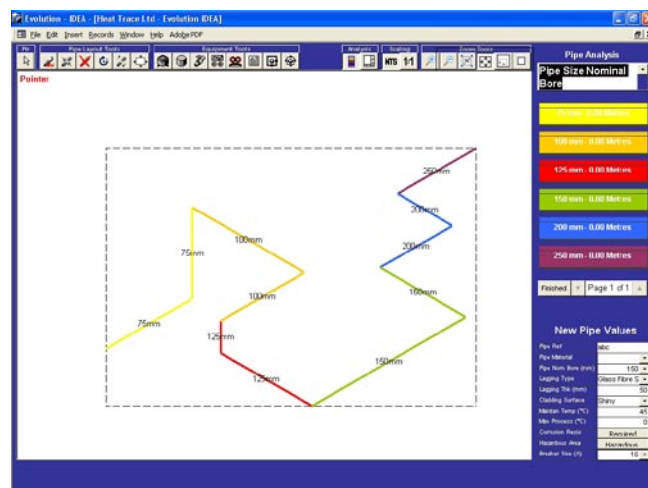 Evolution - IDEA - [Heat Trace Ltd - Evolution IDEA]
File Edit Insert Records Window Help Adobe PDF
Ptr Pipe Layout Tools Equipment Tools Analysis Scaling Zoom Tools
NTS 1:1
Pointer
Pipe Analysis
Pipe Size Nominal
Bore
75 mm - 0.00 Metres
100 mm - 0.00 Metres
125 mm - 0.00 Metres
150 mm - 0.00 Metres
200 mm - 0.00 Metres
250 mm - 0.00 Metres
Finished Page 1 of 1
250mm
200mm
100mm
75mm
200mm
100mm
150mm
75mm
125mm
150mm
125mm
New Pipe Values
Pipe Ref abc
Pipe Material
Pipe Nom Bore (mm) 150
Lagging Type Glass Fibre S
Lagging Thk (mm) 50
Cladding Surface Shiny
Maintain Temp (°C) 45
Max Process (°C) 0
Corrosion Resis Required
Hazardous Area Hazardous
Breaker Size (A) 16